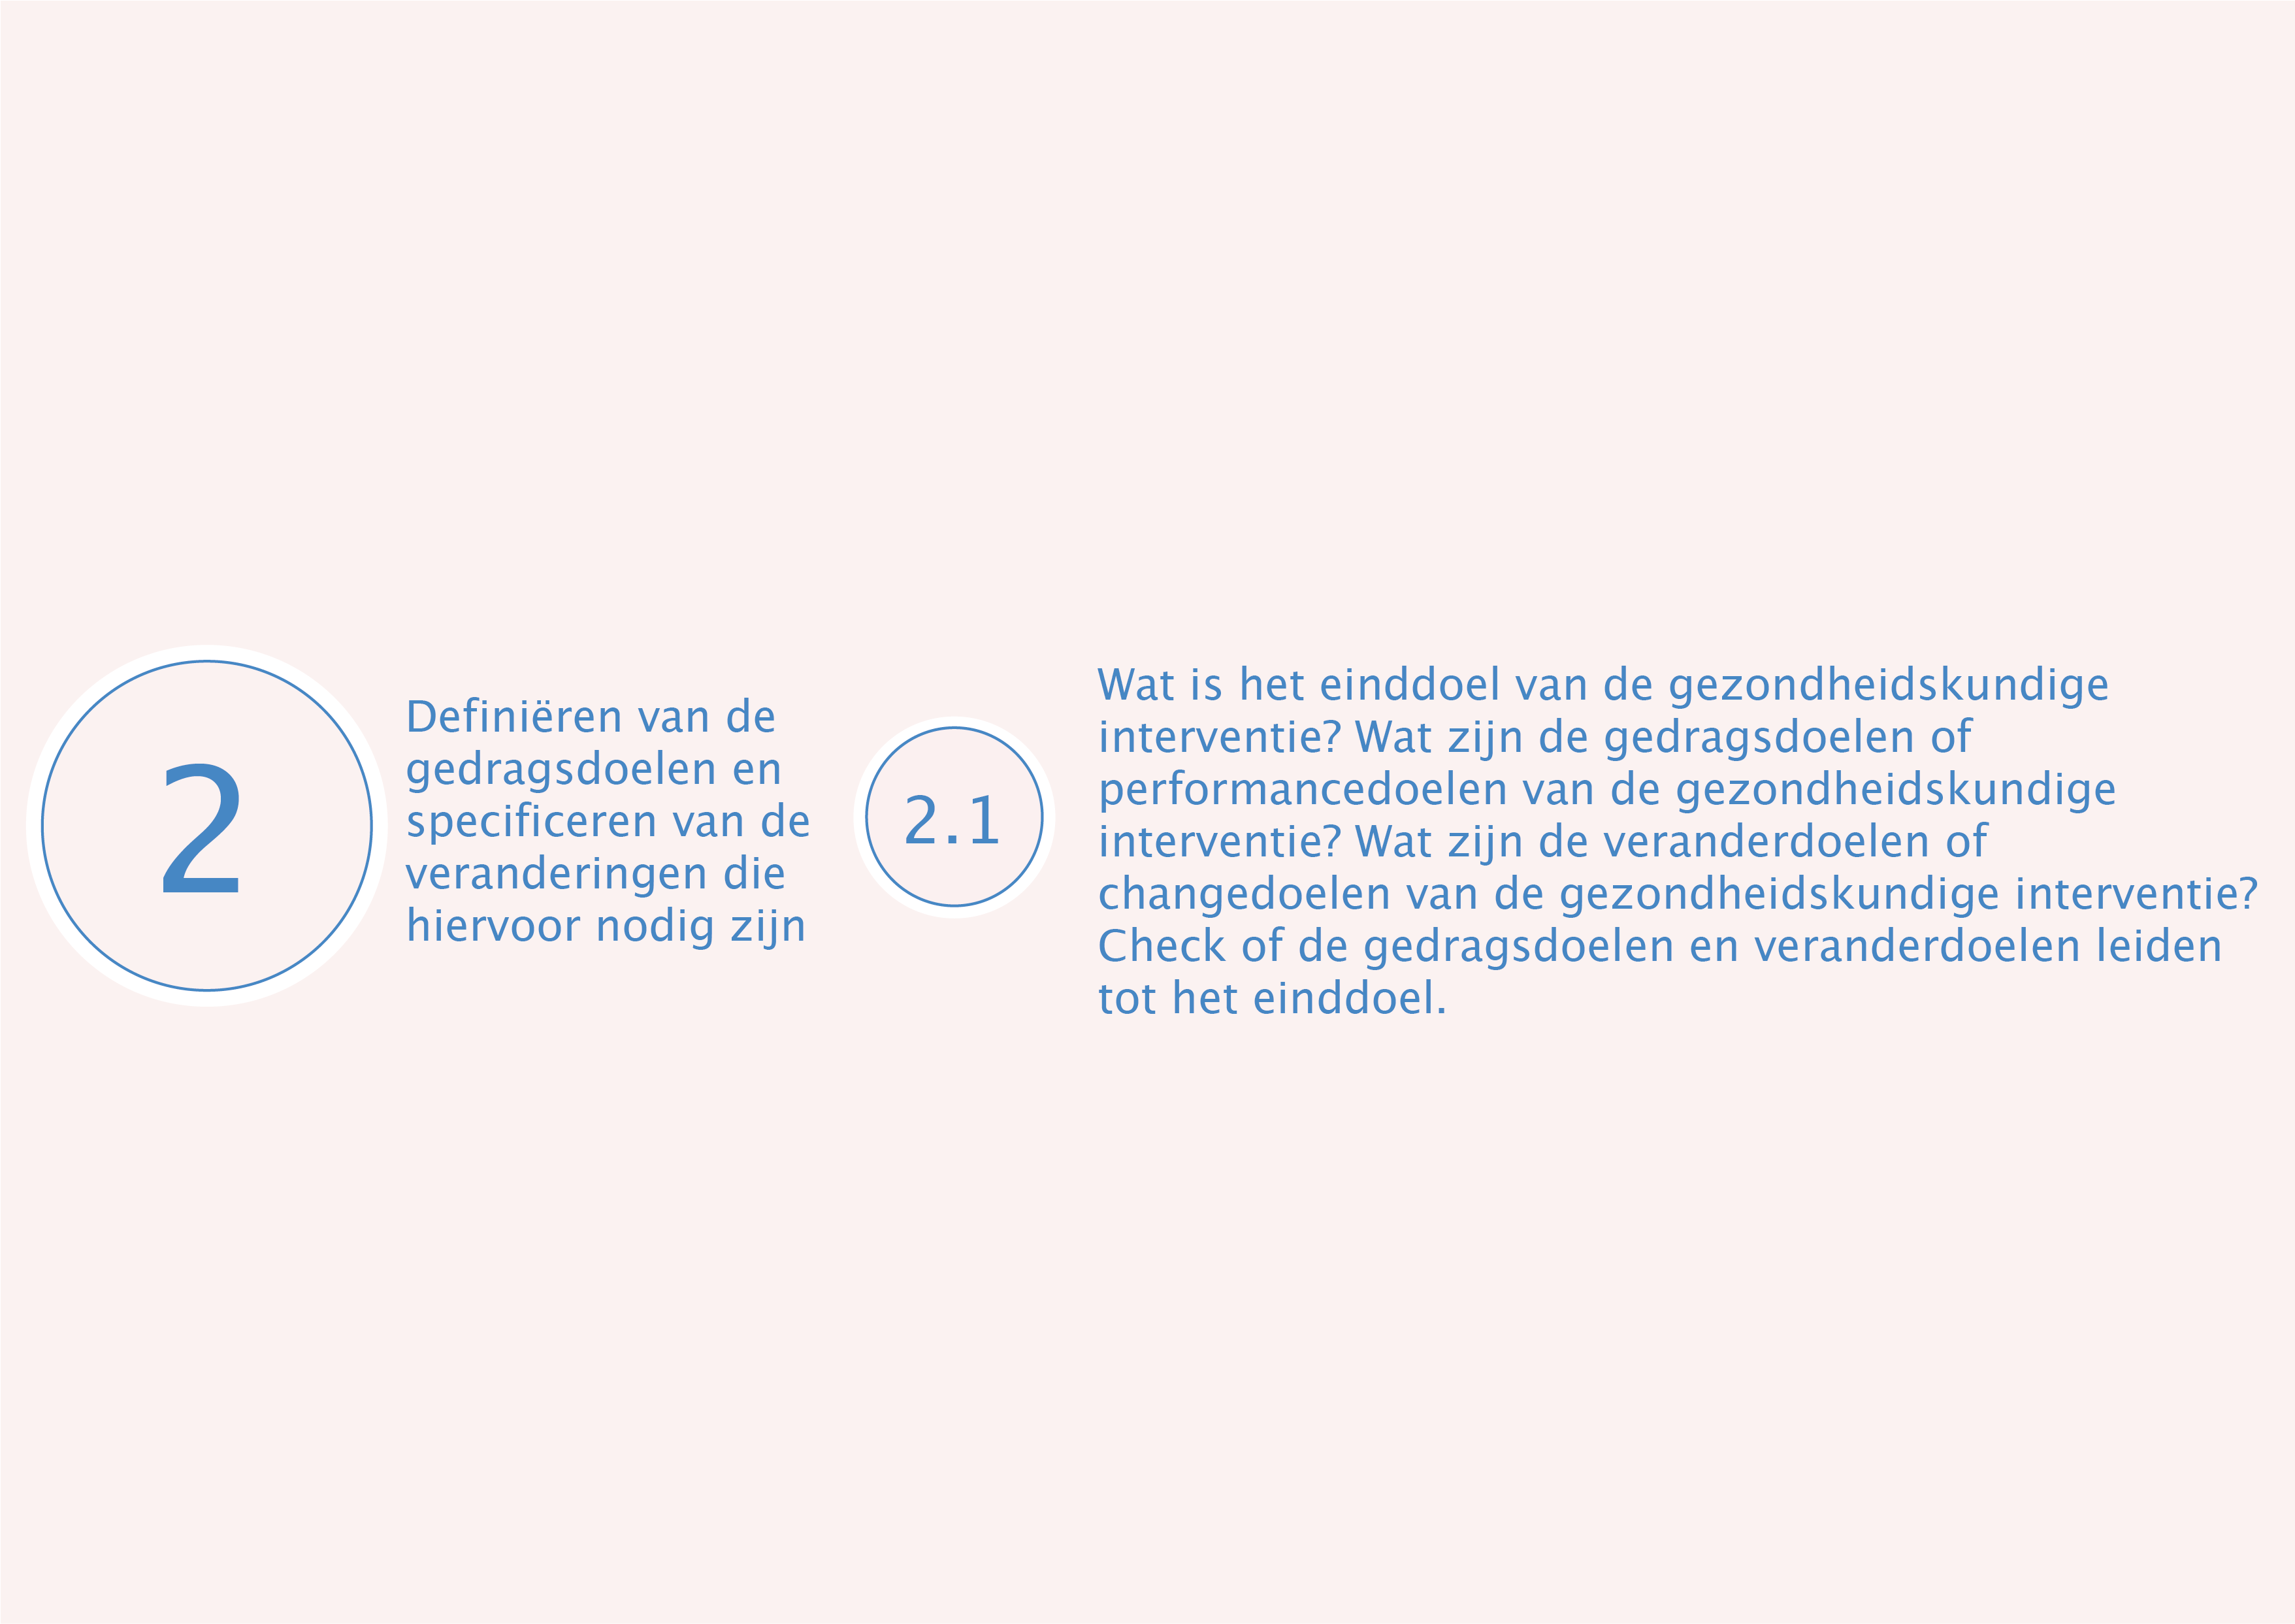 2
Definiëren van de
gedragsdoelen en
specificeren van de
veranderingen die
hiervoor nodig zijn
2.1
Wat is het einddoel van de gezondheidskundige
interventie? Wat zijn de gedragsdoelen of
performancedoelen van de gezondheidskundige
interventie? Wat zijn de veranderdoelen of
changedoelen van de gezondheidskundige interventie?
Check of de gedragsdoelen en veranderdoelen leiden
tot het einddoel.